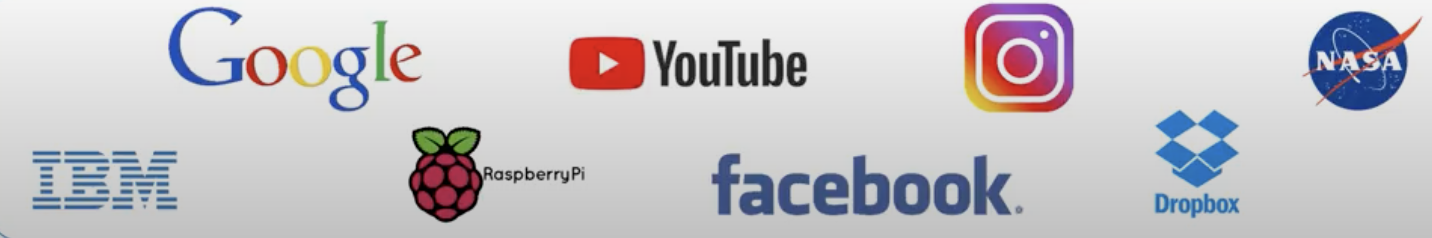 Google
YouTube
NASA
IBM
RaspberryPi
facebook.
Dropbox